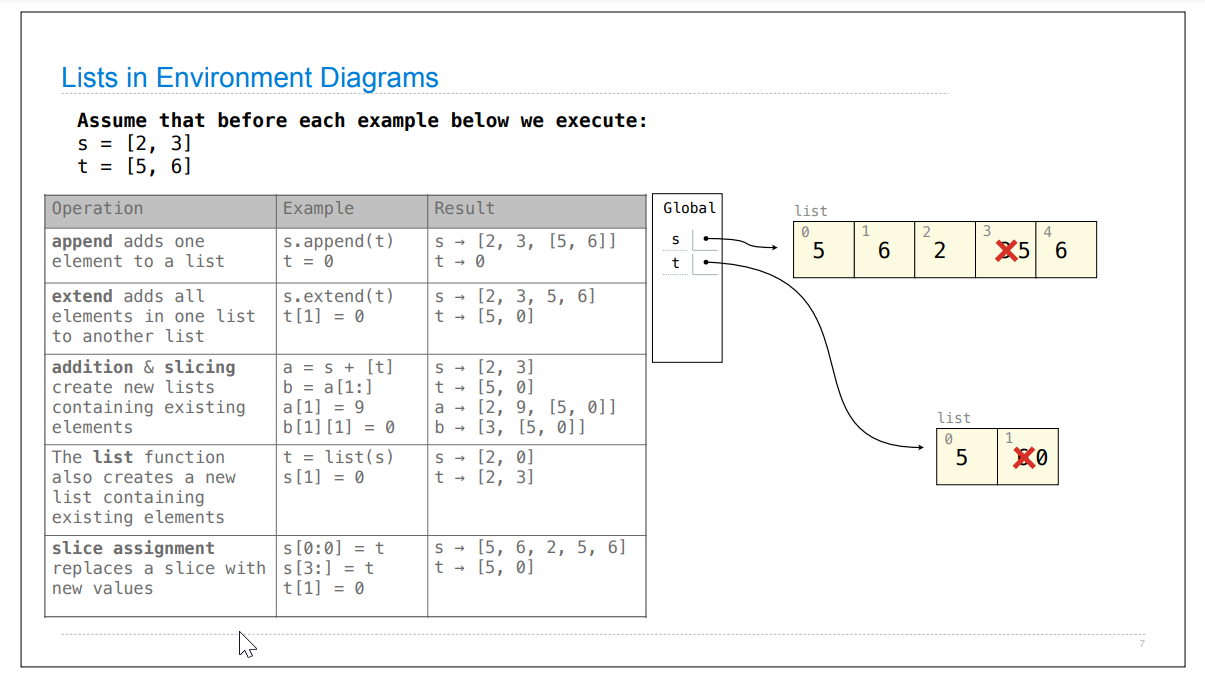 Lists in Environment Diagrams
Assume that before each example below we execute:
s = [2, 3]
t = [5, 6]
Operation Example Result
append adds one
element to a list
s.append(t)
t = 0
s → [2, 3, [5, 6]]
t → 0
extend adds all
elements in one list
to another list
s.extend(t)
t[1] = 0
s → [2, 3, 5, 6]
t → [5, 0]
addition & slicing
create new lists
containing existing
elements
a = s + [t]
b = a[1:]
a[1] = 9
b[1][1] = 0
s → [2, 3]
t → [5, 0]
a → [2, 9, [5, 0]]
b → [3, [5, 0]]
The list function
also creates a new
list containing
existing elements
t = list(s)
s[1] = 0
s → [2, 0]
t → [2, 3]
slice assignment
replaces a slice with
new values
s[0:0] = t
s[3:] = t
t[1] = 0
s → [5, 6, 2, 5, 6]
t → [5, 0]
Global
s
t
list
0 1 2 3 4
5 6 2 5 6
list
0 1
5 0
7